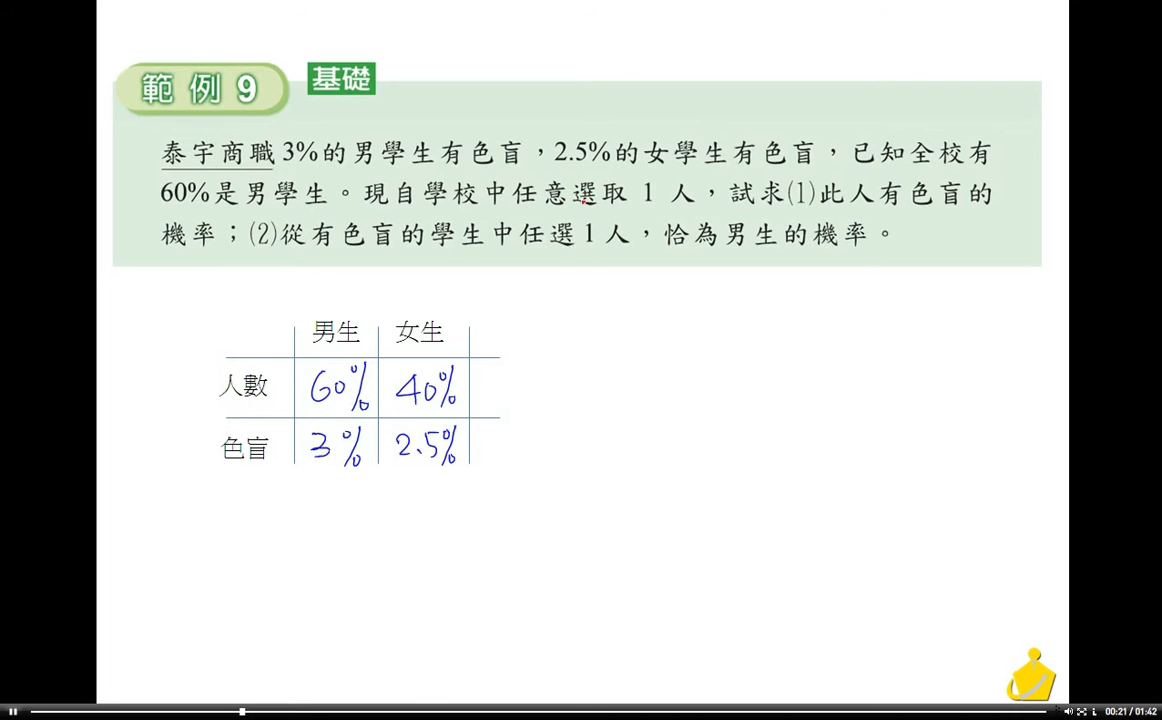 範例 9
基礎
泰宇商職3%的男學生有色盲，2.5%的女學生有色盲，已知全校有
60%是男學生。現自學校中任意選取 1 人，試求(1)此人有色盲的
機率；(2)從有色盲的學生中任選1人，恰為男生的機率。
男生 女生
人數 60% 40%
色盲 3% 2.5%
00:21 / 01:42